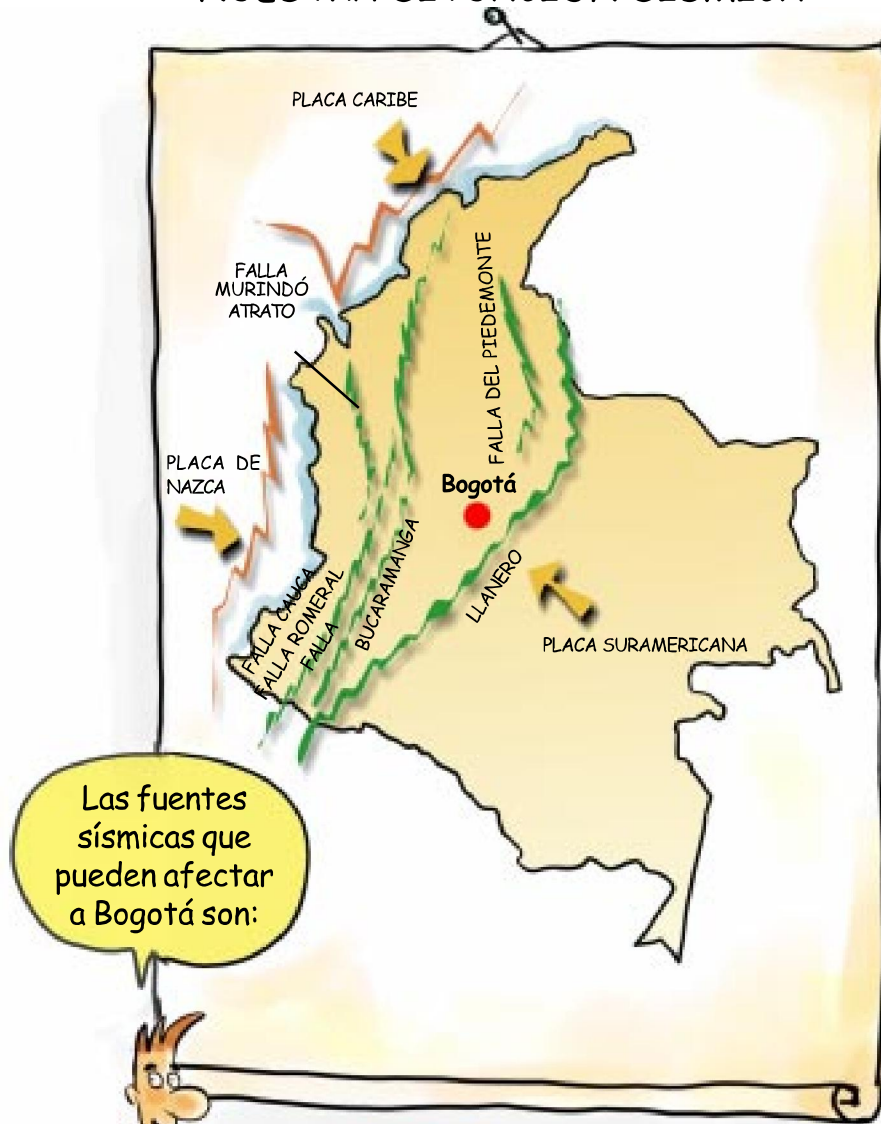 PLACA CARIBE
FALLA
MURINDÓ
ATRATO
FALLA DEL PIEDEMONTE
PLACA DE
NAZCA
Bogotá
FALLA CAUCA
FALLA ROMERAL
FALLA
BUCARAMANGA
LLANERO
PLACA SURAMERICANA
Las fuentes
sísmicas que
pueden afectar
a Bogotá son: